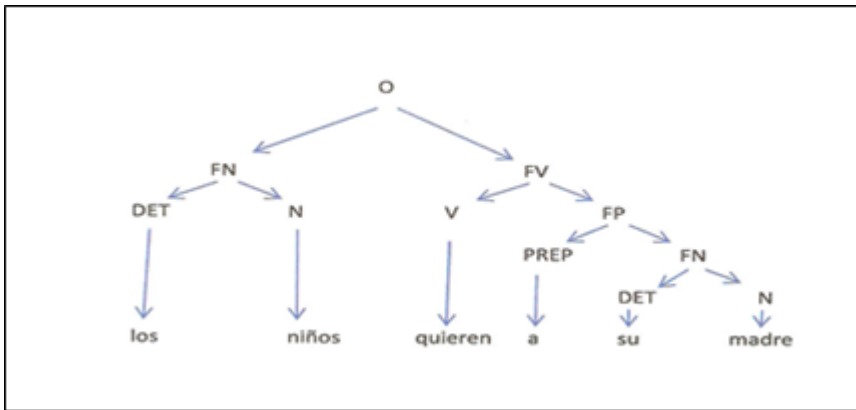 O
FN FV
DET N V FP
PREP FN
DET N
los niños quieren a su madre